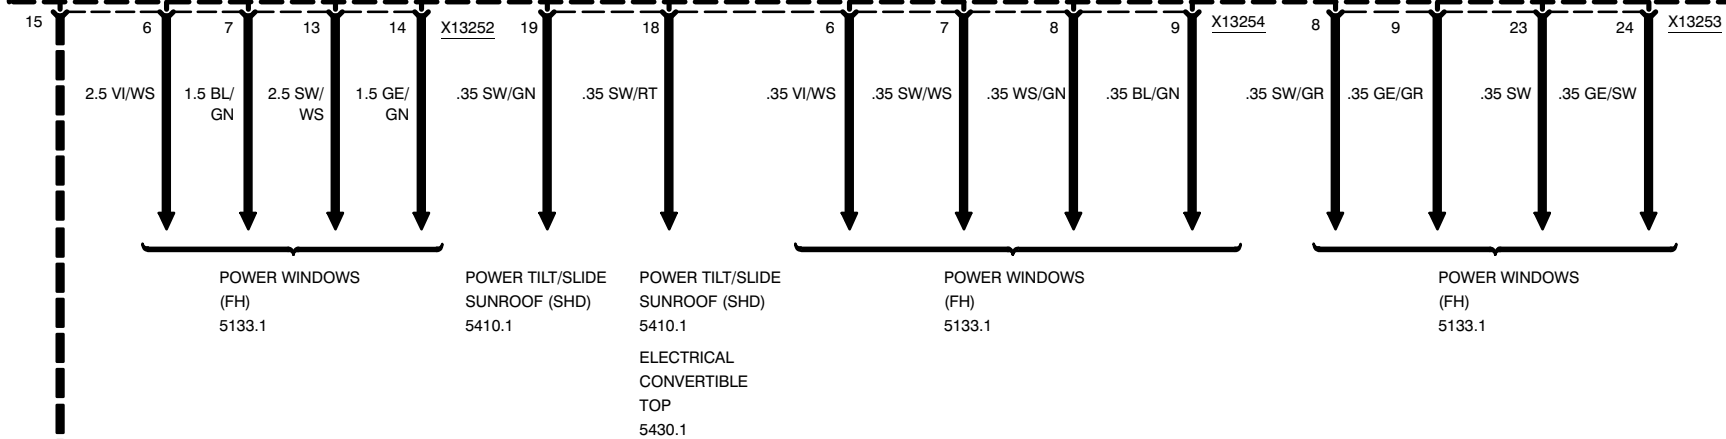 15 6 7 13 14 X13252 19 18 6 7 8 9 X13254 8 9 23 24 X13253
2.5 VI/WS 1.5 BL/ 2.5 SW/ 1.5 GE/ .35 SW/GN .35 SW/RT .35 VI/WS .35 SW/WS .35 WS/GN .35 BL/GN .35 SW/GR .35 GE/GR .35 SW .35 GE/SW
GN WS GN
POWER WINDOWS
(FH)
5133.1
POWER TILT/SLIDE
SUNROOF (SHD)
5410.1
POWER TILT/SLIDE
SUNROOF (SHD)
5410.1
ELECTRICAL
CONVERTIBLE
TOP
5430.1
POWER WINDOWS
(FH)
5133.1
POWER WINDOWS
(FH)
5133.1